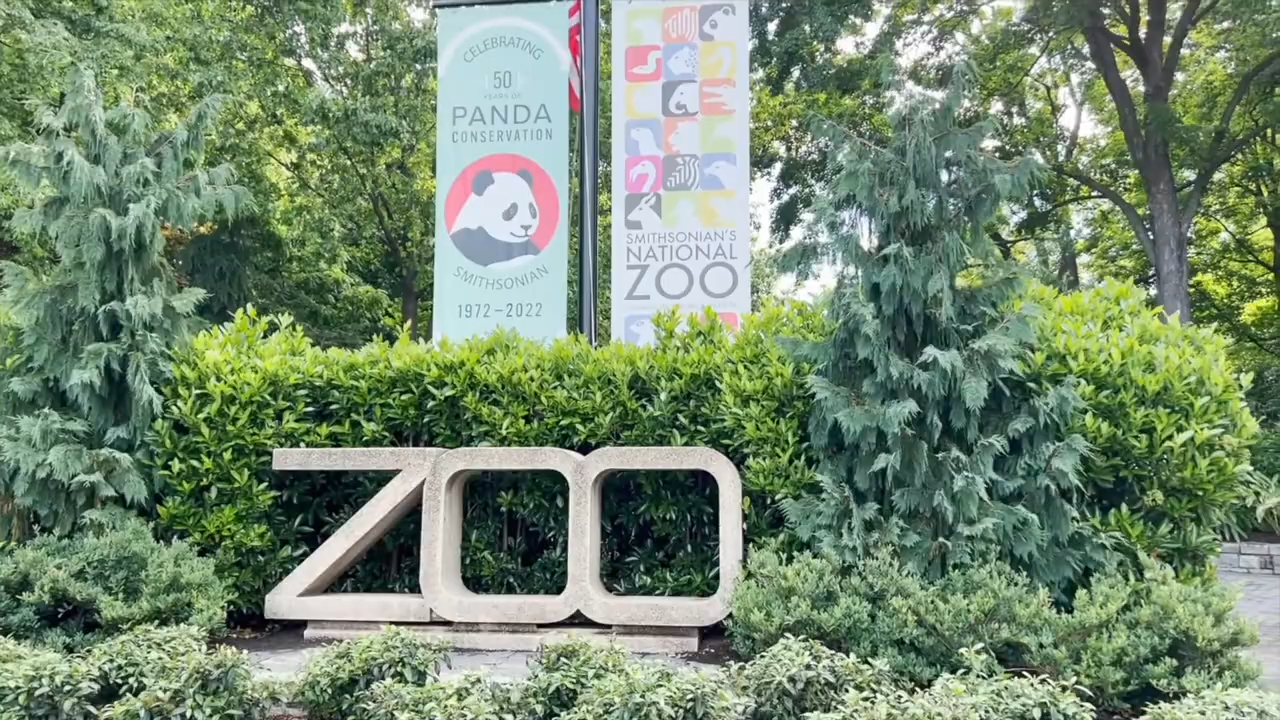 CELEBRATING
50
YEARS OF
PANDA
CONSERVATION
SMITHSONIAN
1972–2022
SMITHSONIAN'S
NATIONAL
ZOO
ZOO